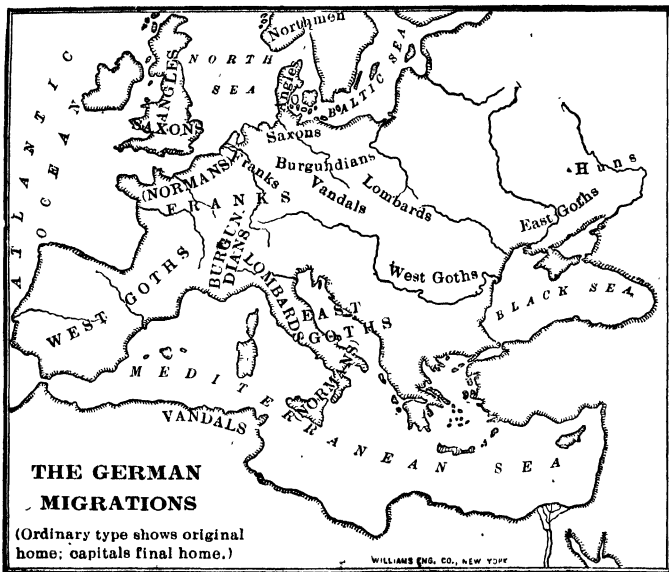 Northmen
NORTH
SEA
BALTIC SEA
ATLANTIC
OCEAN
ANGLES
Angles
SAXONS
Saxons
Burgundians
Huns
(NORMANS)
Franks
Vandals
Lombards
FRANKS
East Goths
BURGUN
DIANS
West Goths
LOMBARDS
WEST GOTHS
EAST
GOTHS
BLACK SEA
NORMANS
MEDITERRANEAN SEA
VANDALS
THE GERMAN
MIGRATIONS
(Ordinary type shows original
home; capitals final home.)
WILLIAMS ENG. CO., NEW YORK